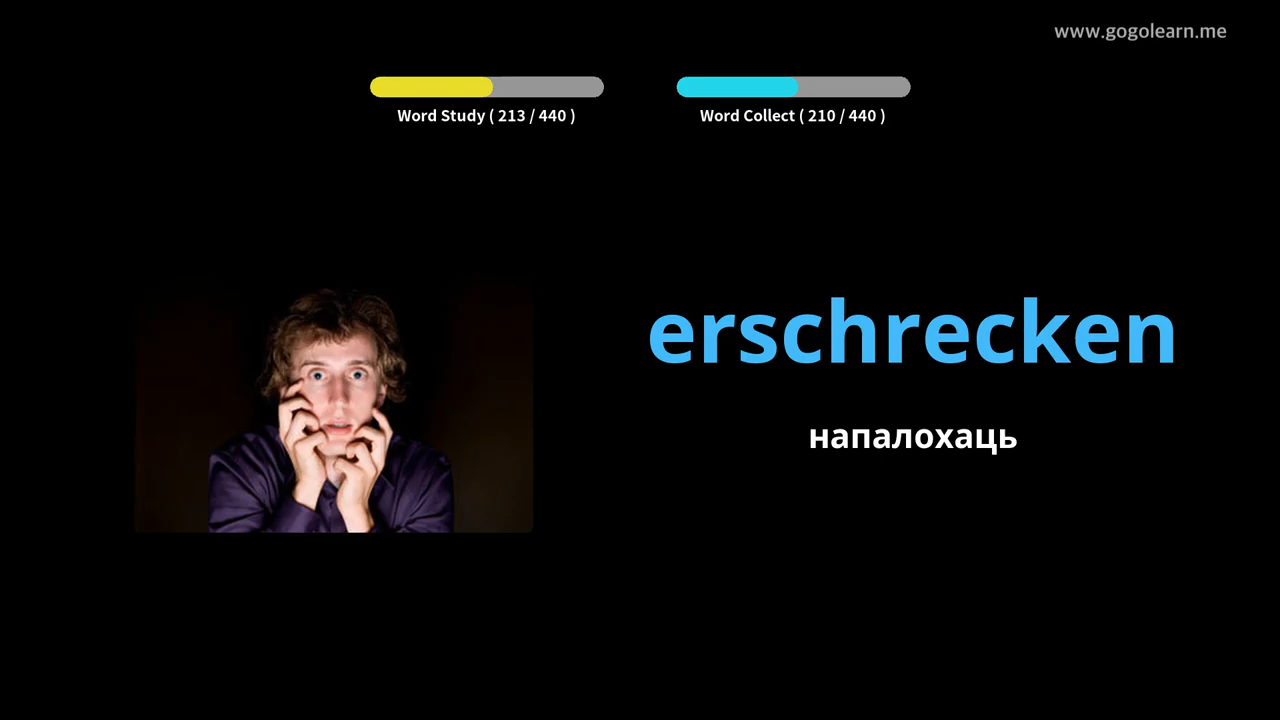 www.gogolearn.me
Word Study ( 213 / 440 )
Word Collect ( 210 / 440 )
erschrecken
напалохаць